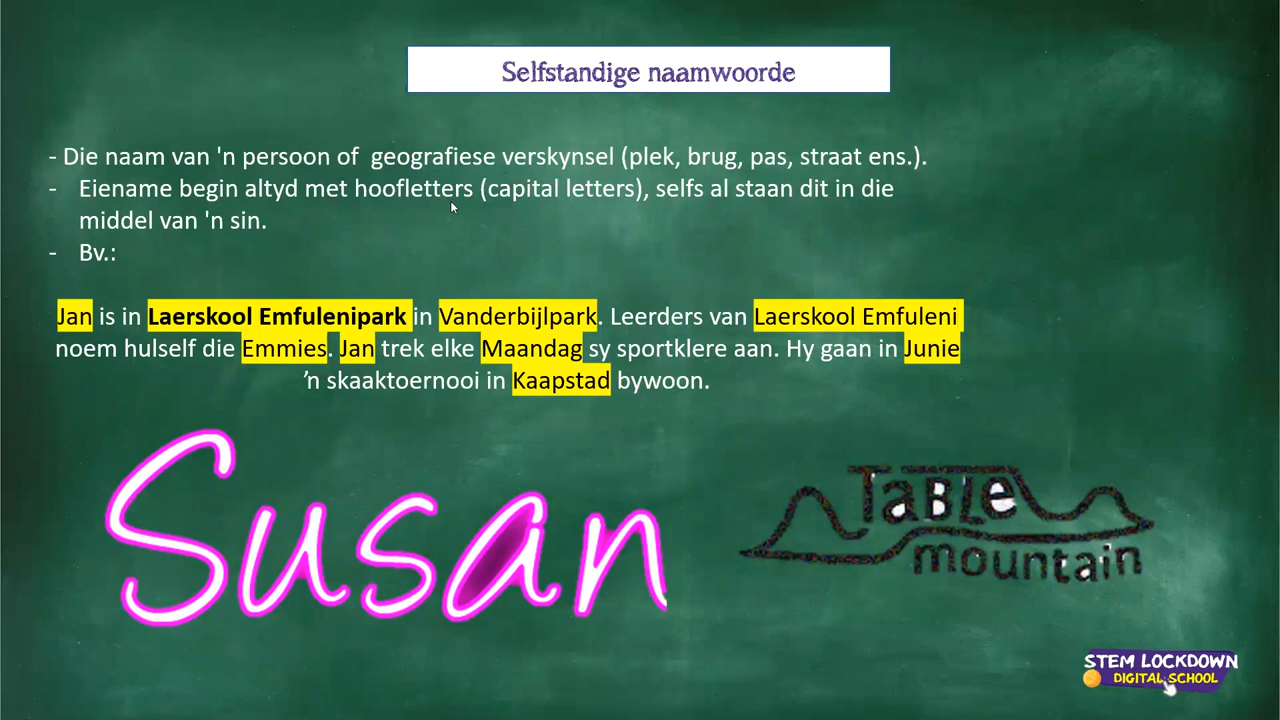 Selfstandige naamwoorde
- Die naam van 'n persoon of  geografiese verskynsel (plek, brug, pas, straat ens.).
- Eiename begin altyd met hoofletters (capital letters), selfs al staan dit in die
middel van 'n sin.
- Bv.:
Jan is in Laerskool Emfulenipark in Vanderbijlpark. Leerders van Laerskool Emfuleni
noem hulself die Emmies. Jan trek elke Maandag sy sportklere aan. Hy gaan in Junie
’n skaaktoernooi in Kaapstad bywoon.
Susan
TaBLe
mountain
STEM LOCKDOWN
DIGITAL SCHOOL